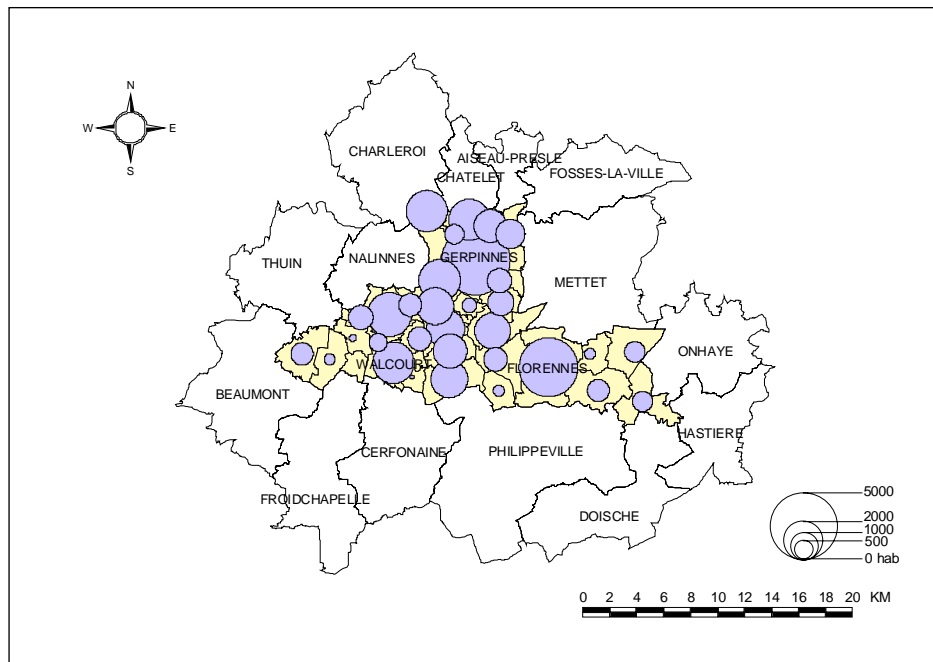 N
W E
S
CHARLEROI
AISEAU-PRESLE
CHATELET
FOSSES-LA-VILLE
THUIN
NALINNES
GERPINNES
METTET
ONHAYE
WALCOURT
FLORENNES
BEAUMONT
HASTIERE
CERFONAINE
PHILIPPEVILLE
FROIDCHAPELLE
DOISCHE
5000
2000
1000
500
0 hab
0 2 4 6 8 10 12 14 16 18 20 KM